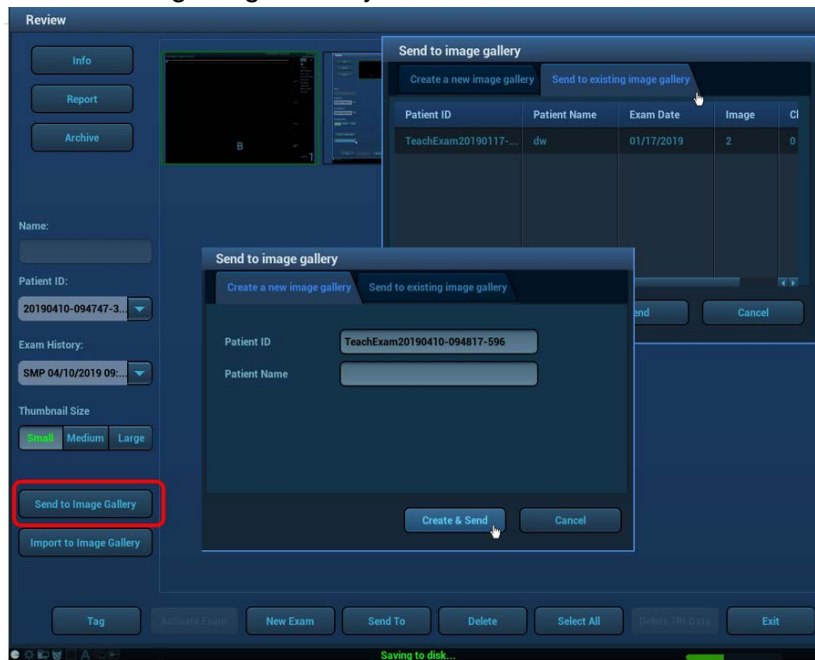 Review
Info
Report
Archive
B
Name:
Patient ID:
20190410-094747-3...
Exam History:
SMP 04/10/2019 09:...
Thumbnail Size
Small Medium Large
Send to Image Gallery
Import to Image Gallery
Send to image gallery
Create a new image gallery Send to existing image gallery
Patient ID Patient Name Exam Date Image
TeachExam20190117-... dw 01/17/2019 2 0
Cancel
Send to image gallery
Create a new image gallery Send to existing image gallery
Patient ID TeachExam20190410-094817-596
Patient Name
Create & Send Cancel
Tag Activate Exam New Exam Send To Delete Select All Delete TRI Data Exit
Saving to disk...